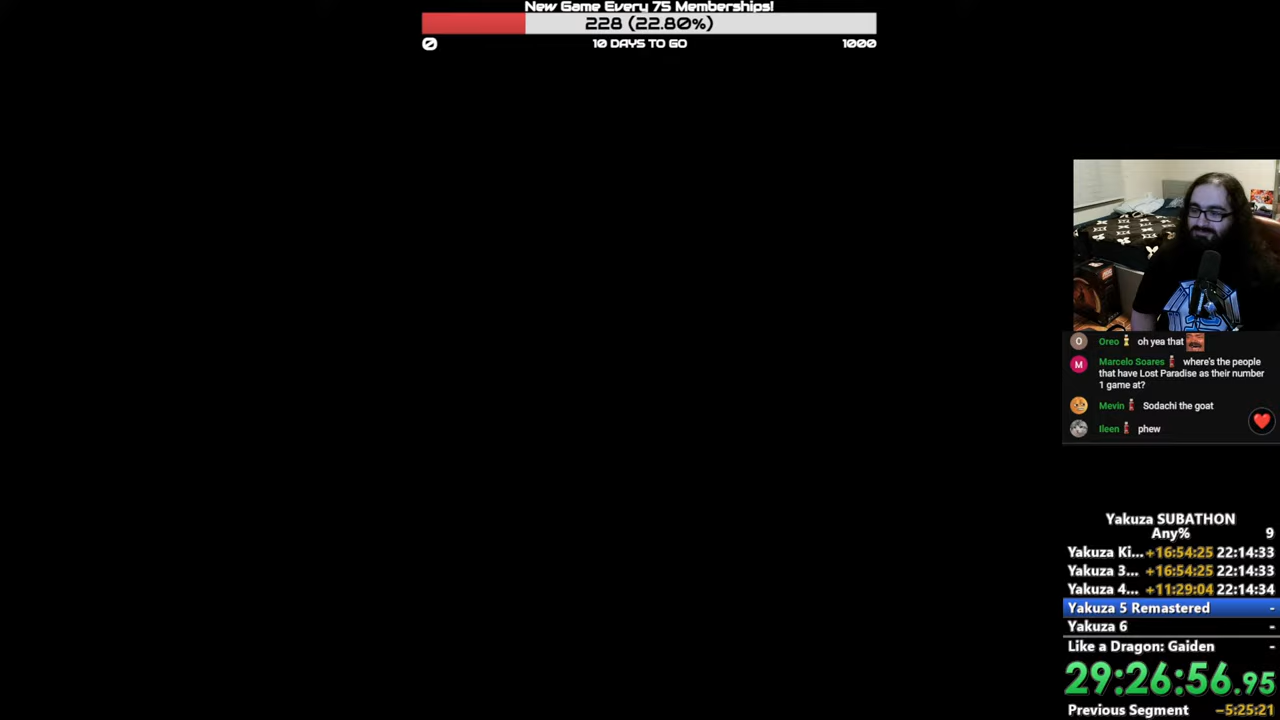 New Game Every 75 Memberships!
228 (22.80%)
0 10 DAYS TO GO 1000
O Oreo oh yea that
M Marcelo Soares where's the people
that have Lost Paradise as their number
1 game at?
Mevin Sodachi the goat
Ileen phew
Yakuza SUBATHON
Any% 9
Yakuza Ki... +16:54:25 22:14:33
Yakuza 3... +16:54:25 22:14:33
Yakuza 4... +11:29:04 22:14:34
Yakuza 5 Remastered -
Yakuza 6 -
Like a Dragon: Gaiden -
29:26:56.95
Previous Segment -5:25:21